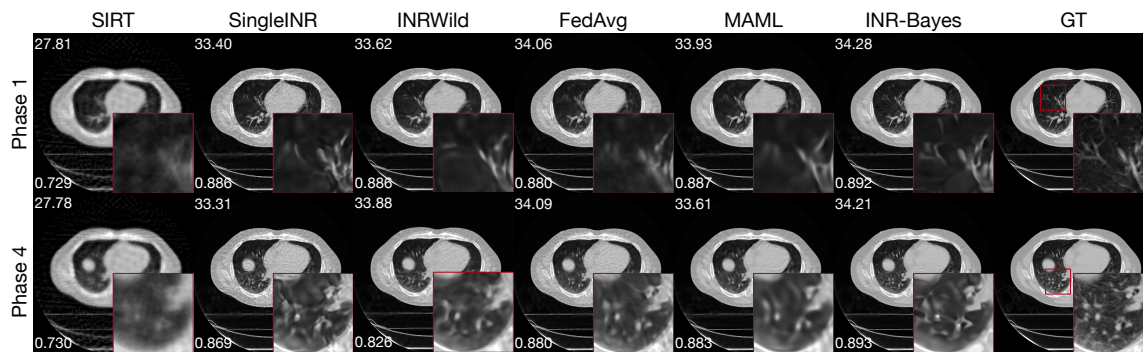 SIRT SingleINR INRWild FedAvg MAML INR-Bayes GT
Phase 1
27.81 33.40 33.62 34.06 33.93 34.28
0.729 0.886 0.886 0.880 0.887 0.892
Phase 4
27.78 33.31 33.88 34.09 33.61 34.21
0.730 0.869 0.826 0.880 0.883 0.893